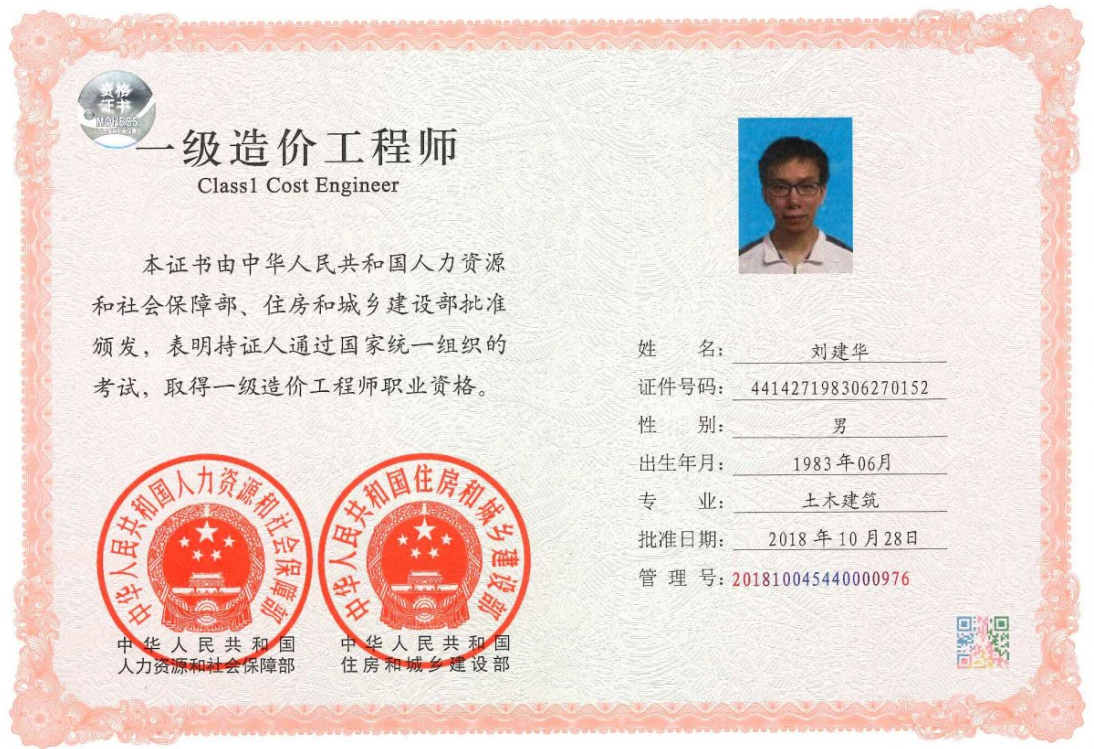 资格
证书
MOHRSS
一级造价工程师
Class1 Cost Engineer
本证书由中华人民共和国人力资源
和社会保障部、住房和城乡建设部批准
颁发，表明持证人通过国家统一组织的
考试，取得一级造价工程师职业资格。
中华人民共和国人力资源和社会保障部
中华人民共和国住房和城乡建设部
中华人民共和国
人力资源和社会保障部
中华人民共和国
住房和城乡建设部
姓 名： 刘建华
证件号码： 441427198306270152
性 别： 男
出生年月： 1983年06月
专 业： 土木建筑
批准日期： 2018 年 10 月 28日
管 理 号： 201810045440000976